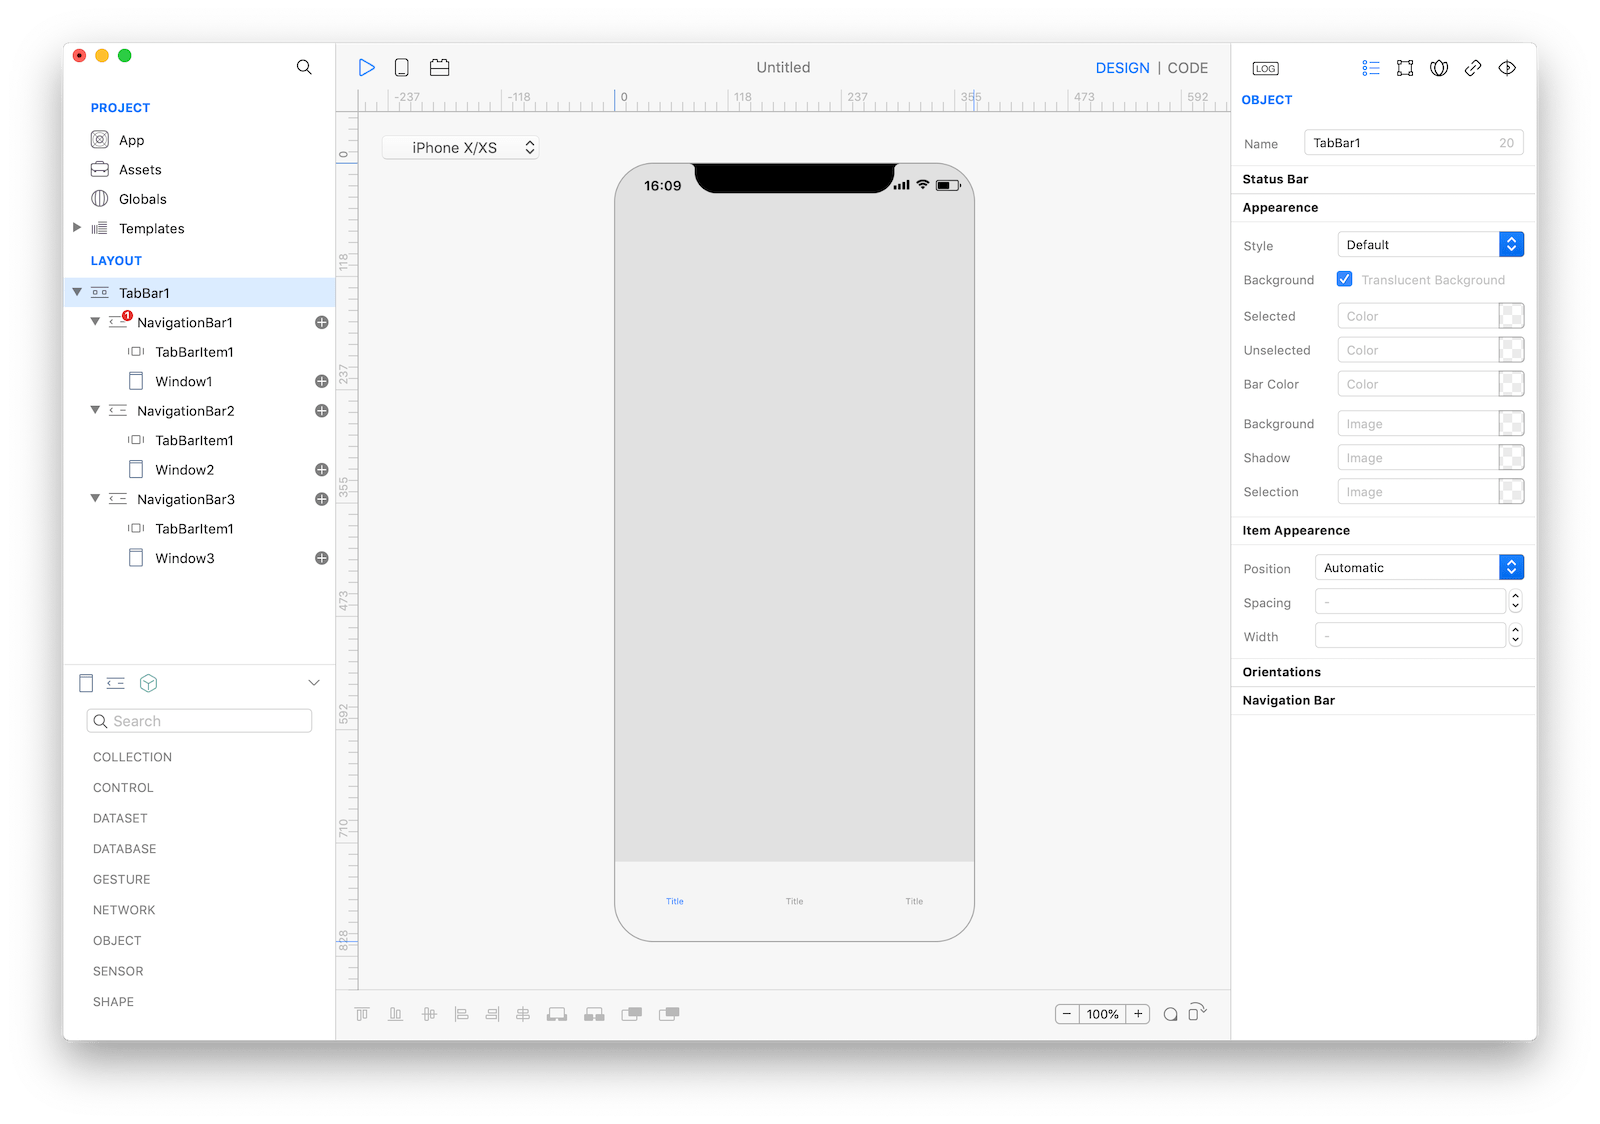 Untitled
DESIGN | CODE
LOG
PROJECT
App
Assets
Globals
Templates
LAYOUT
TabBar1
NavigationBar1
1
TabBarItem1
Window1
NavigationBar2
TabBarItem1
Window2
NavigationBar3
TabBarItem1
Window3
Search
COLLECTION
CONTROL
DATASET
DATABASE
GESTURE
NETWORK
OBJECT
SENSOR
SHAPE
-237 -118 0 118 237 355 473 592
0
118
237
355
473
592
710
828
iPhone X/XS
16:09
Title Title Title
100%
OBJECT
Name TabBar1 20
Status Bar
Appearence
Style Default
Background Translucent Background
Selected Color
Unselected Color
Bar Color Color
Background Image
Shadow Image
Selection Image
Item Appearence
Position Automatic
Spacing -
Width -
Orientations
Navigation Bar